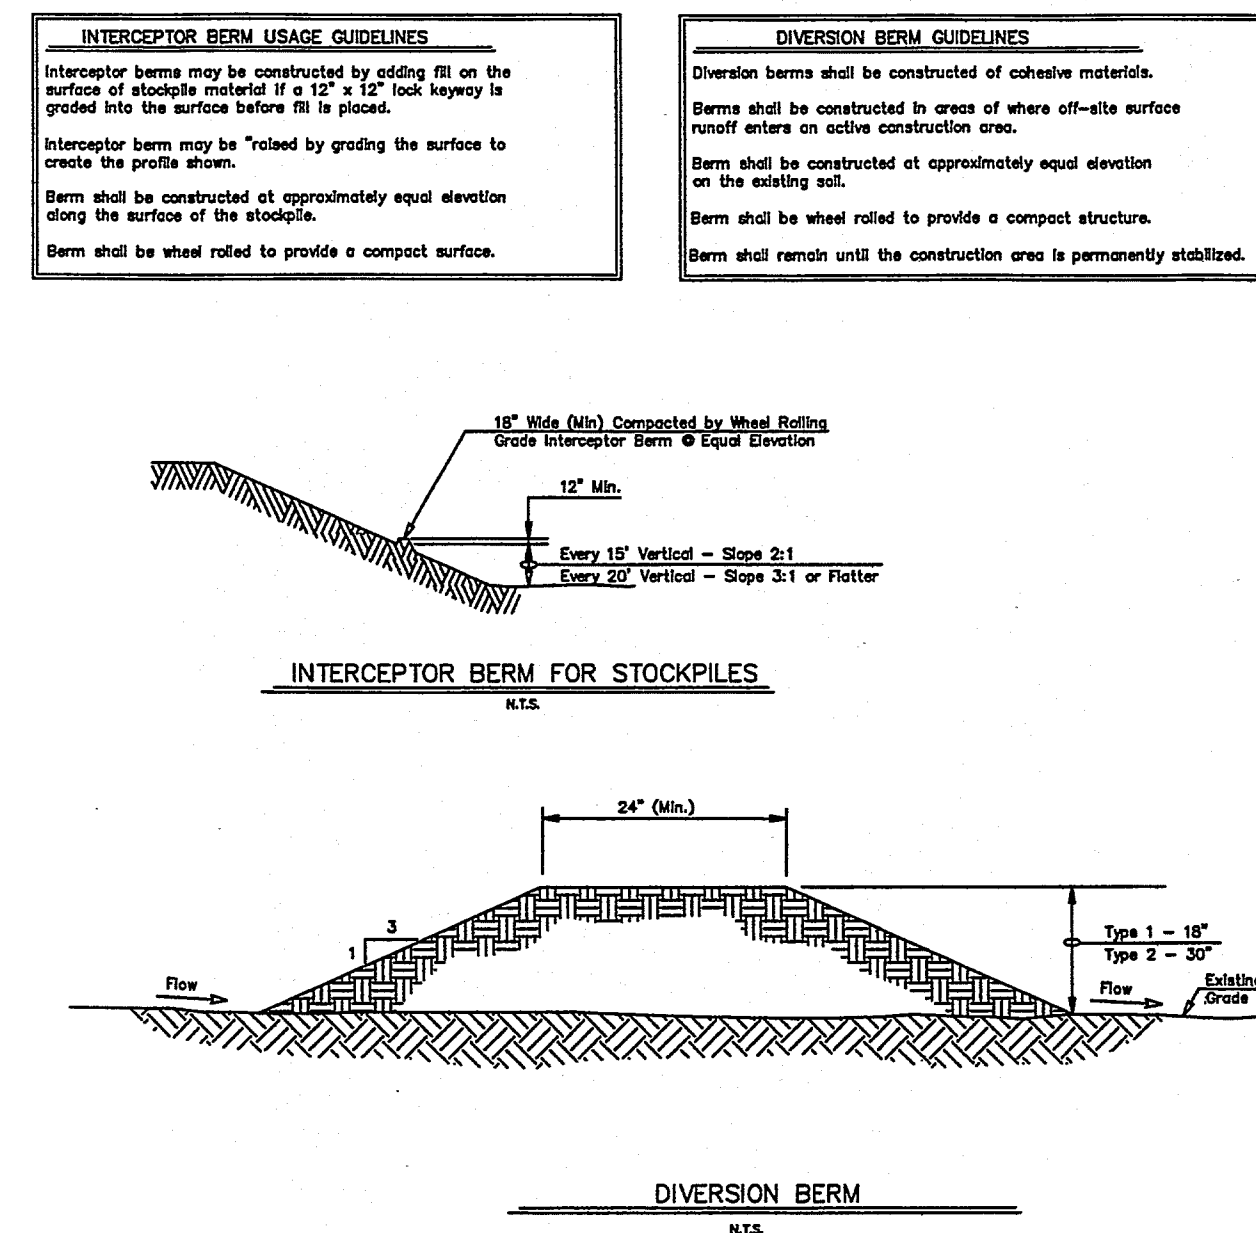 INTERCEPTOR BERM USAGE GUIDELINES
Interceptor berms may be constructed by adding fill on the
surface of stockpile material if a 12" x 12" lock keyway is
graded into the surface before fill is placed.
Interceptor berm may be "raised by grading the surface to
create the profile shown.
Berm shall be constructed at approximately equal elevation
along the surface of the stockpile.
Berm shall be wheel rolled to provide a compact surface.
DIVERSION BERM GUIDELINES
Diversion berms shall be constructed of cohesive materials.
Berms shall be constructed in areas of where off-site surface
runoff enters an active construction area.
Berm shall be constructed at approximately equal elevation
on the existing soil.
Berm shall be wheel rolled to provide a compact structure.
Berm shall remain until the construction area is permanently stabilized.
18" Wide (Min) Compacted by Wheel Rolling
Grade Interceptor Berm @ Equal Elevation
12" Min.
Every 15' Vertical - Slope 2:1
Every 20' Vertical - Slope 3:1 or Flatter
INTERCEPTOR BERM FOR STOCKPILES
N.T.S.
24" (Min.)
3
1
Type 1 - 18"
Type 2 - 30"
Flow
Flow
Existing
Grade
DIVERSION BERM
N.T.S.